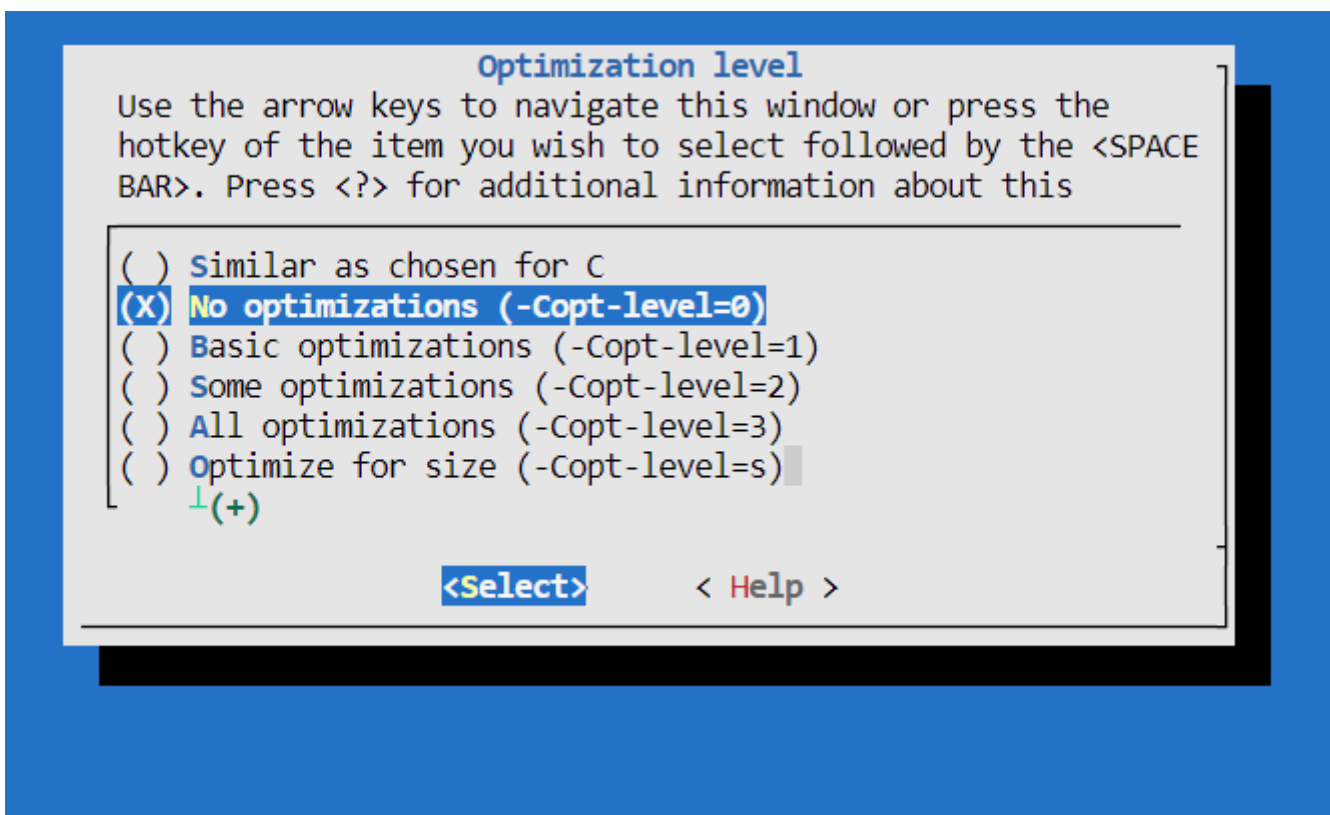 Optimization level
Use the arrow keys to navigate this window or press the
hotkey of the item you wish to select followed by the <SPACE
BAR>. Press <?> for additional information about this
( ) Similar as chosen for C
(X) No optimizations (-Copt-level=0)
( ) Basic optimizations (-Copt-level=1)
( ) Some optimizations (-Copt-level=2)
( ) All optimizations (-Copt-level=3)
( ) Optimize for size (-Copt-level=s)
┴(+)
<Select> < Help >